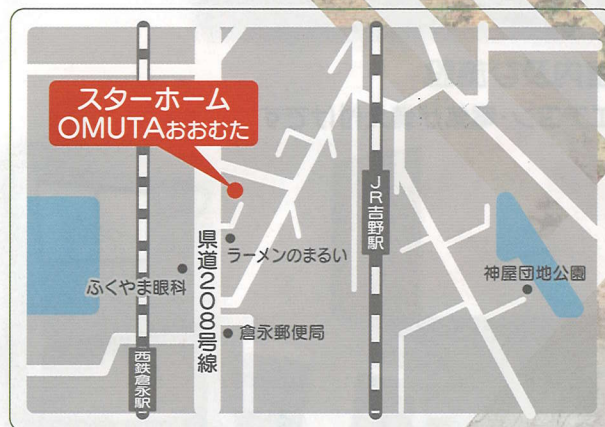 スターホーム
OMUTAおおむた
JR吉野駅
県道208号線
ラーメンのまるい
ふくやま眼科
神屋団地公園
倉永郵便局
西鉄倉永駅